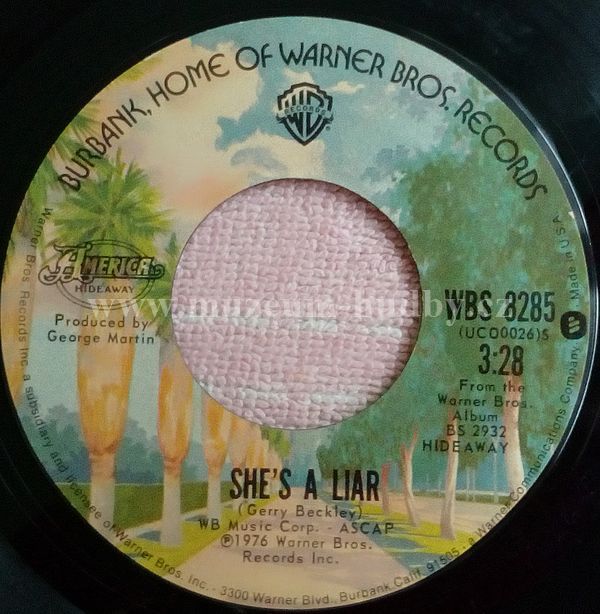 BURBANK, HOME OF WARNER BROS. RECORDS
W RECORDS B
America
HIDEAWAY
Produced by
George Martin
WBS 8285
(UCO0026)S
3:28
From the
Warner Bros.
Album
BS 2932
HIDEAWAY
www.muzeum-hudby.cz
SHE'S A LIAR
(Gerry Beckley)
WB Music Corp. - ASCAP
℗1976 Warner Bros.
Records Inc.
Warner Bros. Records Inc. a subsidiary and licensee of Warner Bros. Inc. - 3300 Warner Blvd., Burbank Calif. 91505 - a Warner Communications Company. Made in U.S.A.